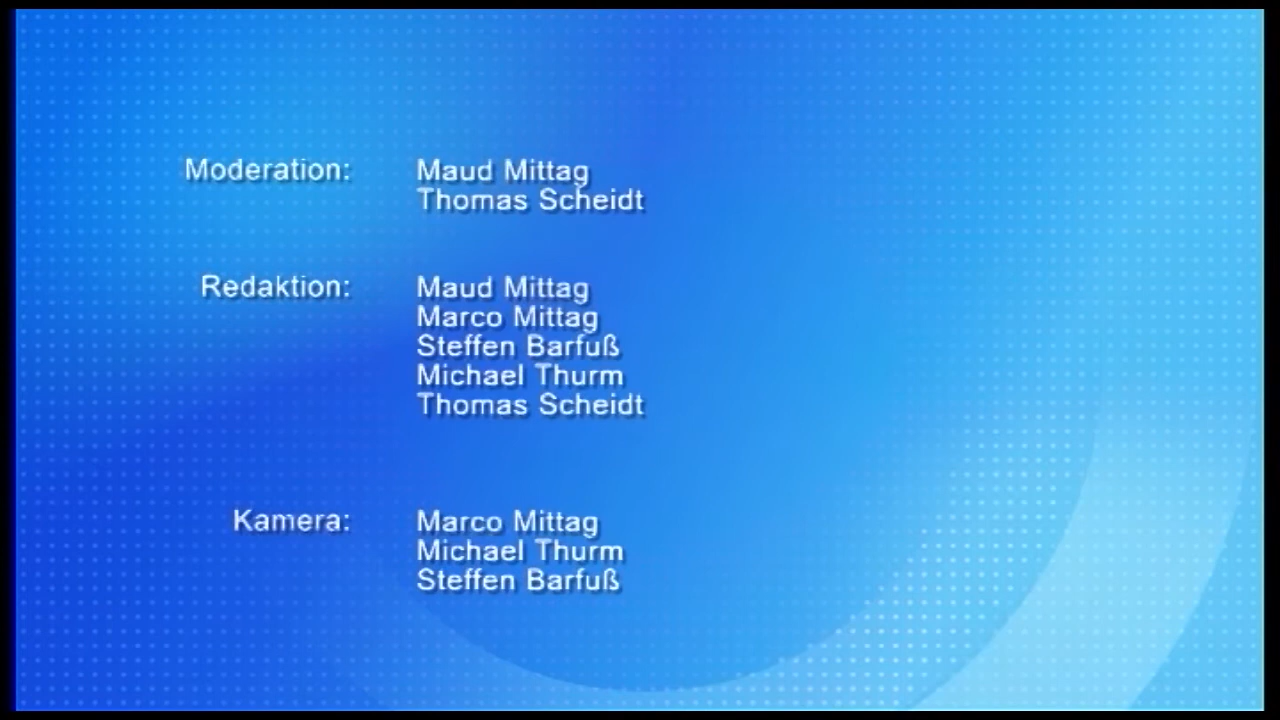 Moderation: Maud Mittag
Thomas Scheidt
Redaktion: Maud Mittag
Marco Mittag
Steffen Barfuß
Michael Thurm
Thomas Scheidt
Kamera: Marco Mittag
Michael Thurm
Steffen Barfuß